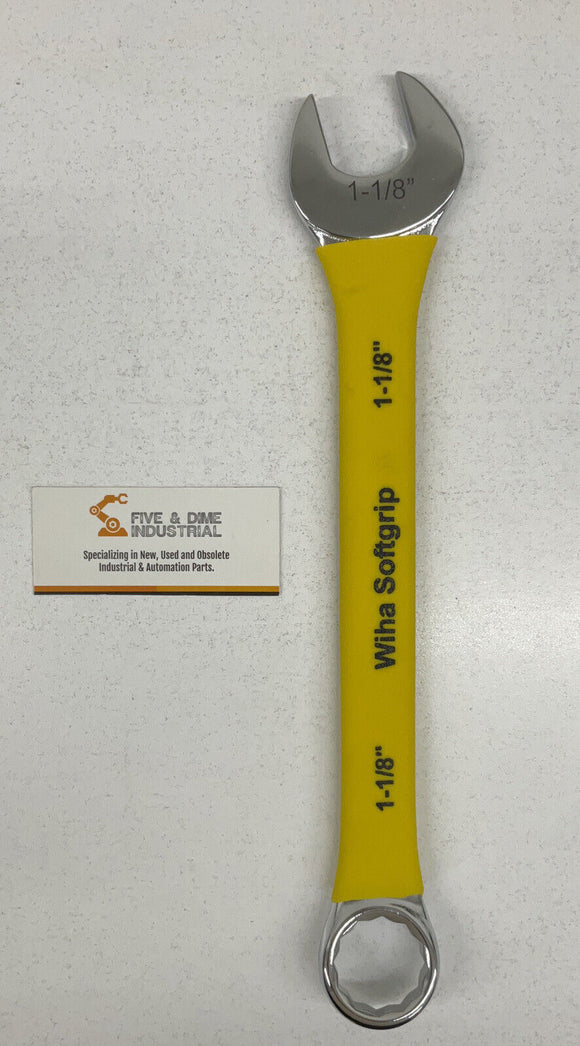 1-1/8”
1-1/8"
Wiha Softgrip
1-1/8"
FIVE & DIME
INDUSTRIAL
Specializing in New, Used and Obsolete
Industrial & Automation Parts.